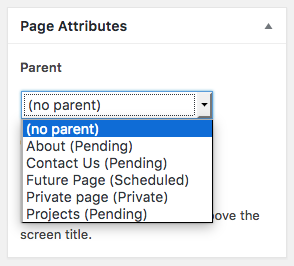 Page Attributes
Parent
(no parent)
(no parent)
About (Pending)
Contact Us (Pending)
Future Page (Scheduled)
Private page (Private)
Projects (Pending)
ove the
screen title.